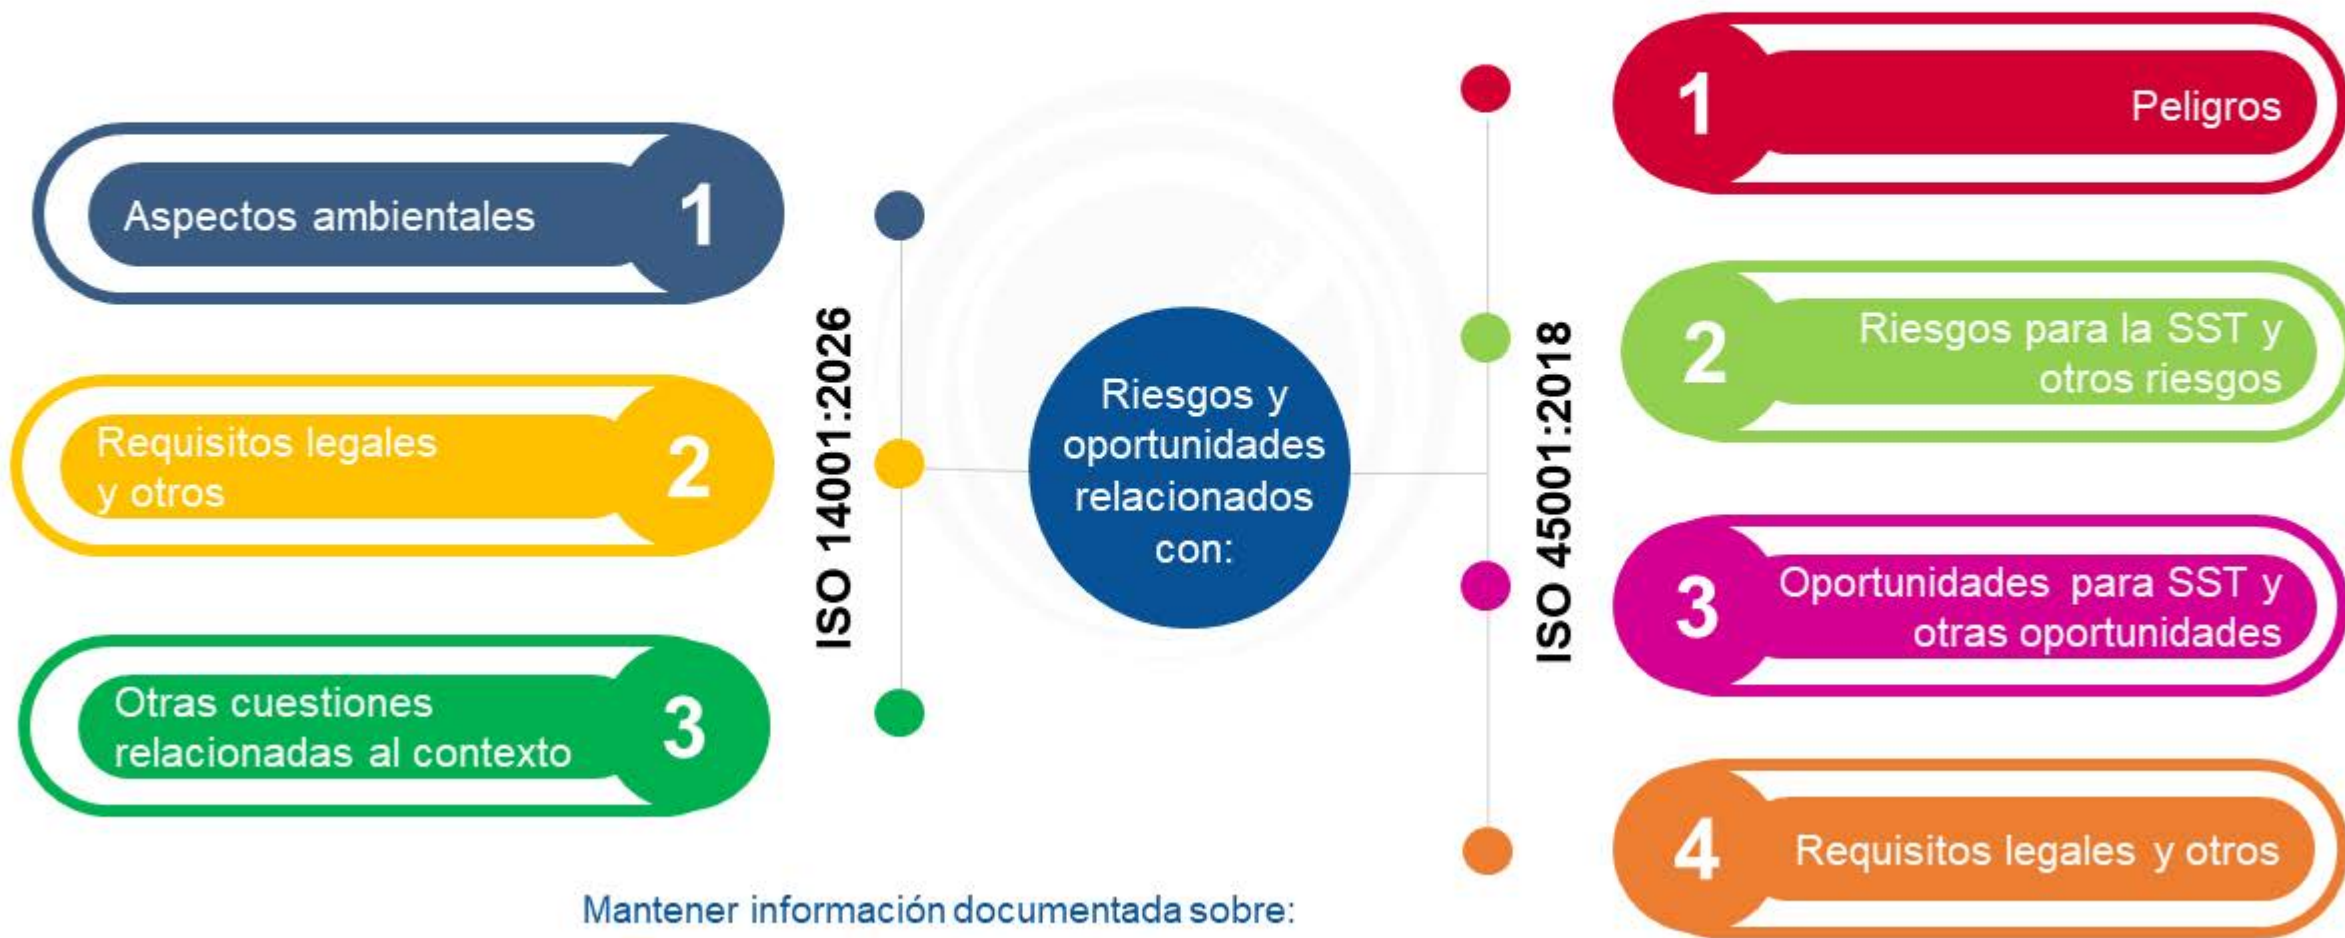 Aspectos ambientales
1
Requisitos legales
y otros
2
Otras cuestiones
relacionadas al contexto
3
ISO 14001:2026
Riesgos y
oportunidades
relacionados
con:
ISO 45001:2018
1
Peligros
2
Riesgos para la SST y
otros riesgos
3
Oportunidades para SST y
otras oportunidades
4
Requisitos legales y otros
Mantener información documentada sobre: